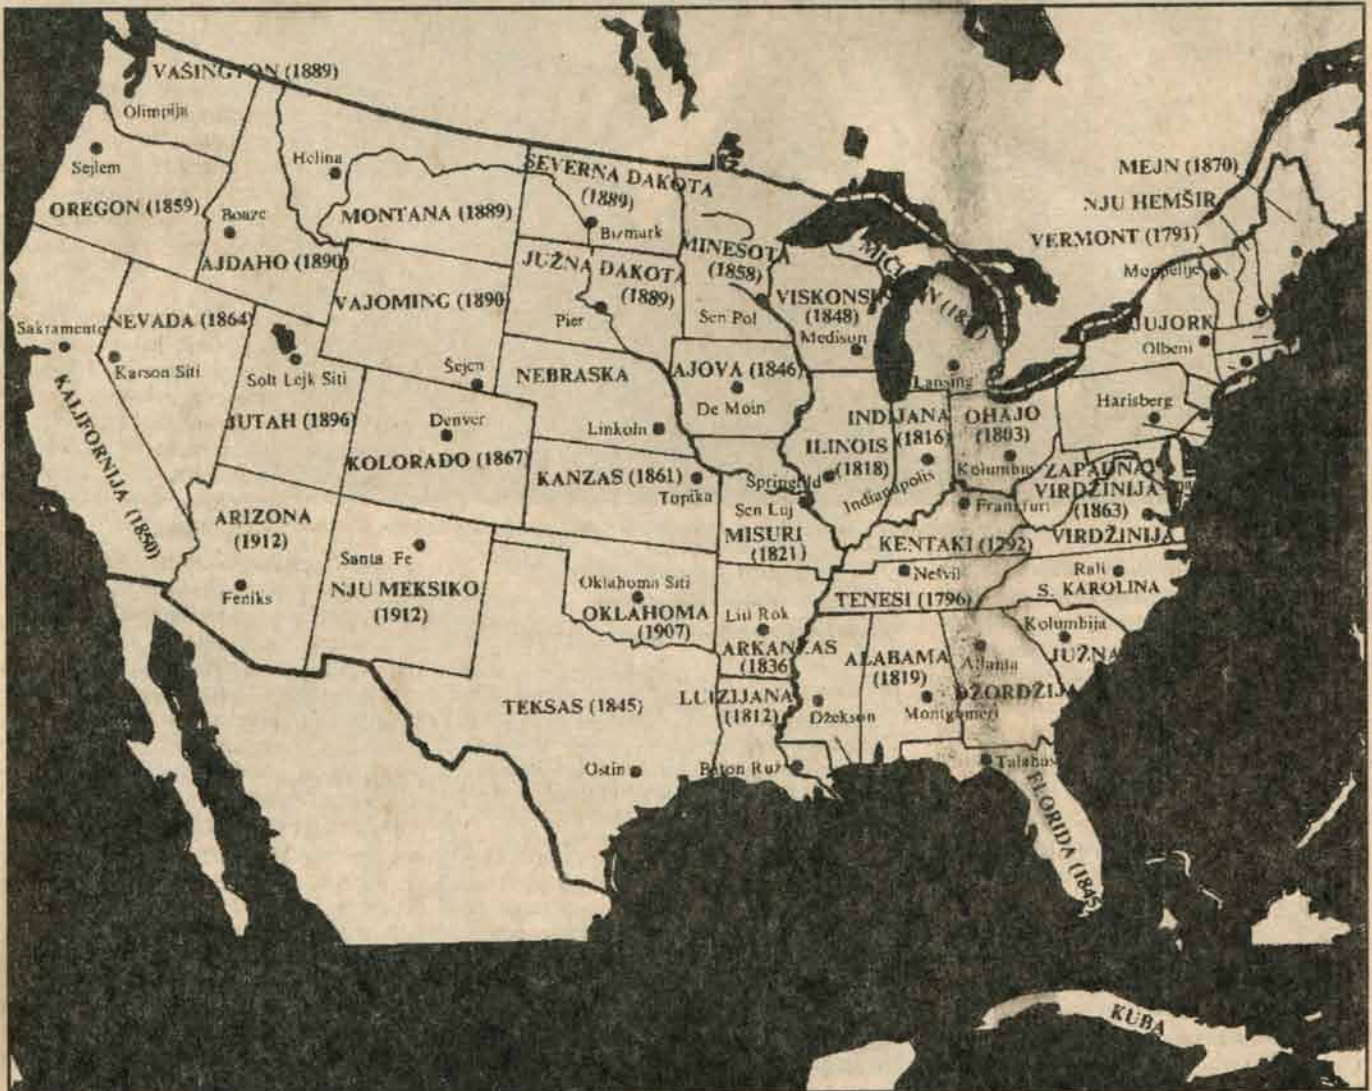 VAŠINGTON (1889)
Olimpija
Sejlem
OREGON (1859)
Helina
MONTANA (1889)
Boaze
AJDAHO (1890)
SEVERNA DAKOTA
(1889)
Bizmark
JUŽNA DAKOTA
(1889)
Pier
MINESOTA
(1858)
Sen Pol
VISKONSIN
(1848)
Medison
Lansing
MEJN (1870)
NJU HEMŠIR
VERMONT (1791)
Monpelije
NJUJORK
Olbeni
Harisberg
VAJOMING (1890)
Šejen
NEVADA (1864)
Karson Siti
Sakramento
KALIFORNIJA (1850)
Solt Lejk Siti
JUTAH (1896)
Denver
KOLORADO (1867)
NEBRASKA
Linkoln
AJOVA (1846)
De Moin
KANZAS (1861)
Topika
ILINOIS
(1818)
Springfild
INDIJANA
(1816)
Indianapolis
OHAJO
(1803)
Kolumbus
ZAPADNA
VIRDŽINIJA
(1863)
VIRDŽINIJA
Sen Luj
MISURI
(1821)
Frankfurt
KENTAKI (1792)
ARIZONA
(1912)
Feniks
Santa Fe
NJU MEKSIKO
(1912)
Oklahoma Siti
OKLAHOMA
(1907)
Litl Rok
ARKANZAS
(1836)
Nešvil
TENESI (1796)
Rali
S. KAROLINA
Kolumbija
JUŽNA
Atlanta
DŽORDŽIJA
ALABAMA
(1819)
Montgomeri
Džekson
LUIZIJANA
(1812)
Baton Ruž
TEKSAS (1845)
Ostin
Talahas
FLORIDA (1845)
KUBA